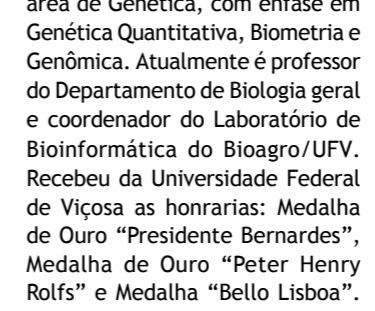 área de Genética, com ênfase em
Genética Quantitativa, Biometria e
Genômica. Atualmente é professor
do Departamento de Biologia geral
e coordenador do Laboratório de
Bioinformática do Bioagro/UFV.
Recebeu da Universidade Federal
de Viçosa as honrarias: Medalha
de Ouro “Presidente Bernardes”,
Medalha de Ouro “Peter Henry
Rolfs” e Medalha “Bello Lisboa”.